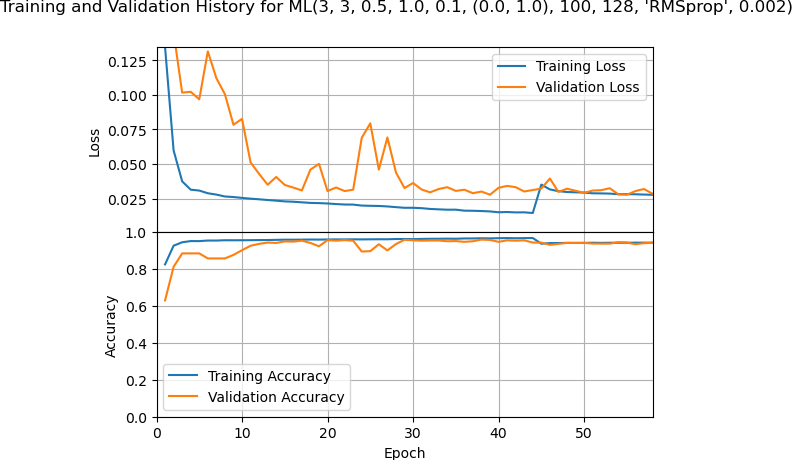 Training and Validation History for ML(3, 3, 0.5, 1.0, 0.1, (0.0, 1.0), 100, 128, 'RMSprop', 0.002)
0.125
0.100
0.075
0.050
0.025
Loss
Training Loss
Validation Loss
1.0
0.8
0.6
0.4
0.2
0.0
Accuracy
Training Accuracy
Validation Accuracy
0 10 20 30 40 50
Epoch